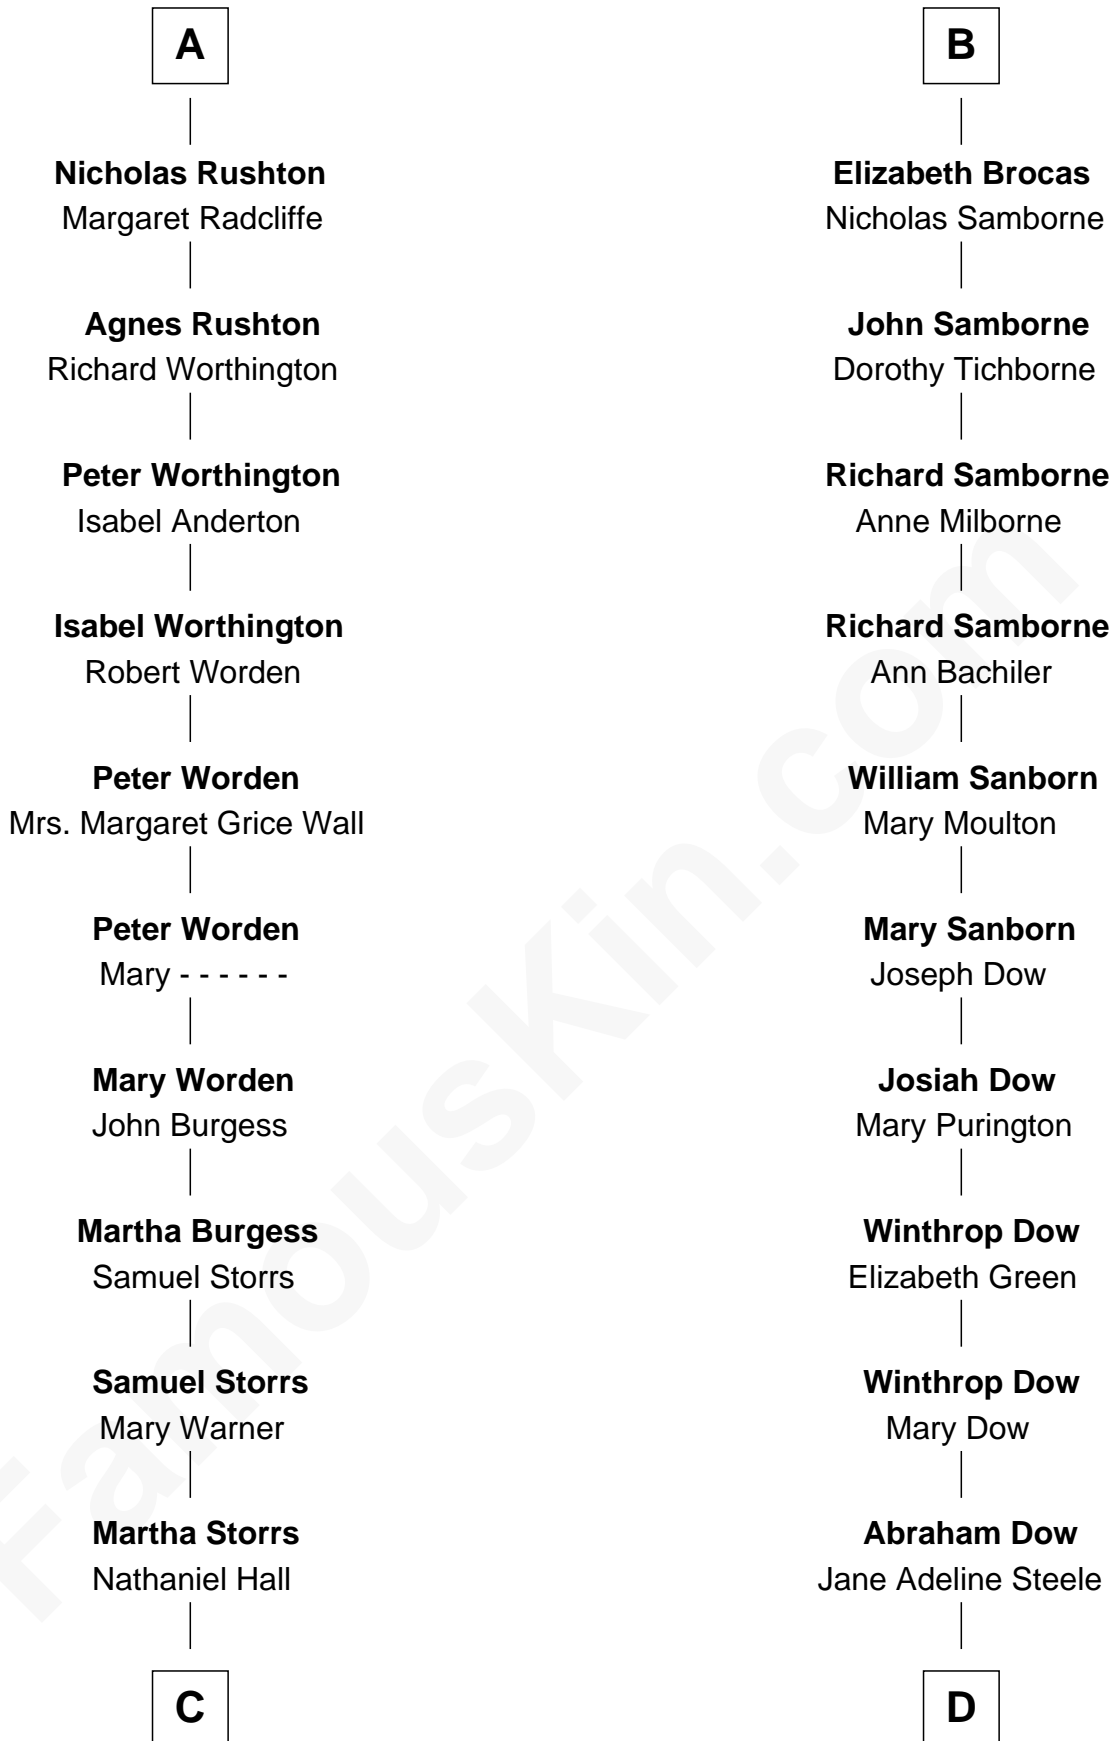 A
Nicholas Rushton
Margaret Radcliffe
Agnes Rushton
Richard Worthington
Peter Worthington
Isabel Anderton
Isabel Worthington
Robert Worden
Peter Worden
Mrs. Margaret Grice Wall
Peter Worden
Mary - - - - - -
Mary Worden
John Burgess
Martha Burgess
Samuel Storrs
Samuel Storrs
Mary Warner
Martha Storrs
Nathaniel Hall
C
B
Elizabeth Brocas
Nicholas Samborne
John Samborne
Dorothy Tichborne
Richard Samborne
Anne Milborne
Richard Samborne
Ann Bachiler
William Sanborn
Mary Moulton
Mary Sanborn
Joseph Dow
Josiah Dow
Mary Purington
Winthrop Dow
Elizabeth Green
Winthrop Dow
Mary Dow
Abraham Dow
Jane Adeline Steele
D
FamousKin.com